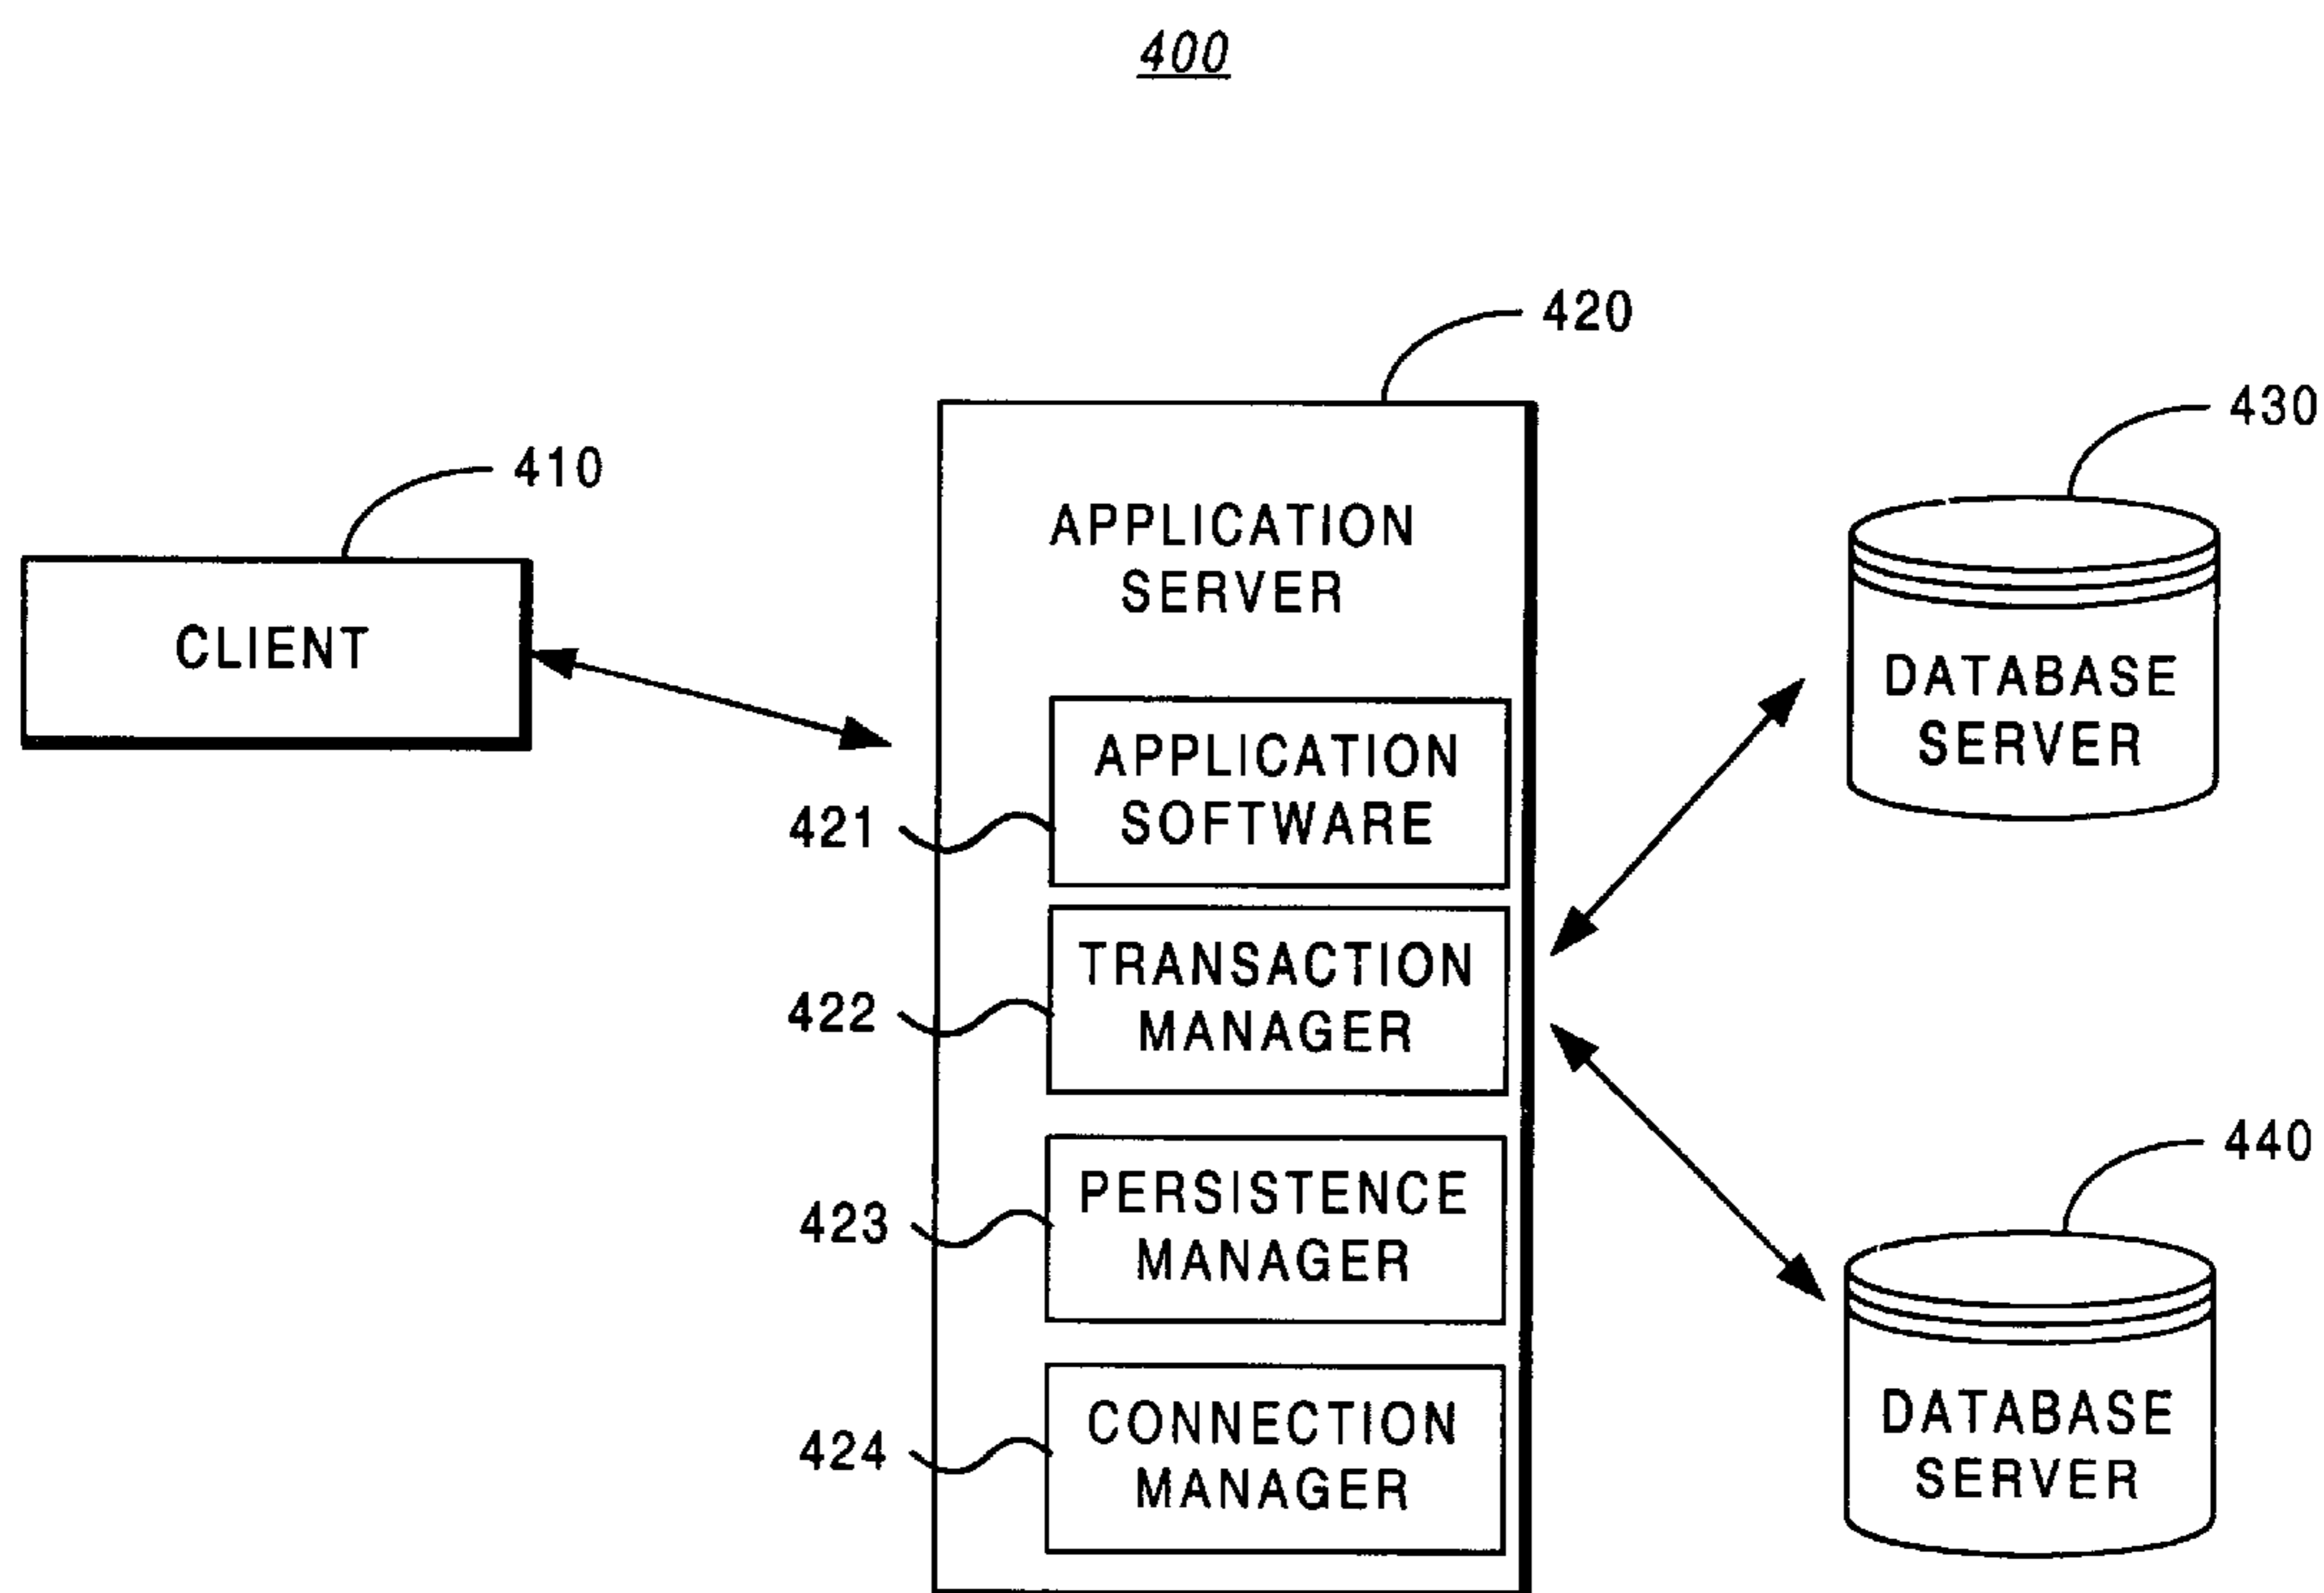 400
420
430
410
APPLICATION
SERVER
CLIENT
DATABASE
SERVER
APPLICATION
SOFTWARE
421
TRANSACTION
MANAGER
422
440
PERSISTENCE
MANAGER
423
CONNECTION
MANAGER
424
DATABASE
SERVER